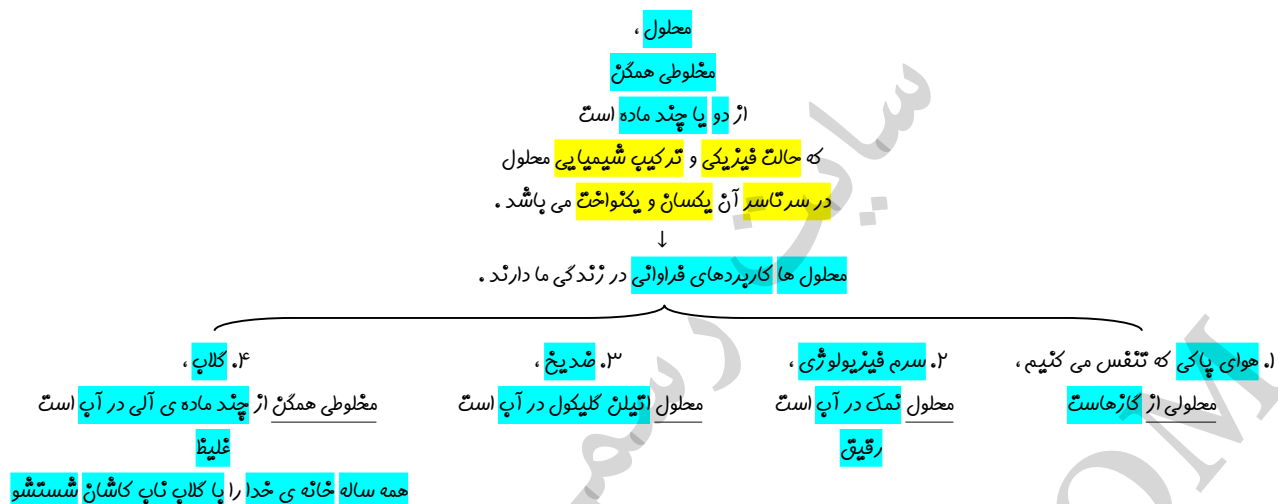 محلول ،
مخلوطی همگن
از دو یا چند ماده است
که حالت فیزیکی و ترکیب شیمیایی محلول
در سرتاسر آن یکسان و یکنواخت می باشد .
↓
محلول ها کاربردهای فراوانی در زندگی ما دارند .
۱. هوای پاکی که تنفس می کنیم ،
محلولی از گازهاست
۲. سرم فیزیولوژی ،
محلول نمک در آب است
رقیق
۳. ضدیخ ،
محلول اتیلن گلیکول در آب است
۴. گلاب ،
مخلوطی همگن از چند ماده ی آلی در آب است
غلیظ
همه ساله خانه ی خدا را با گلاب ناب کاشان شستشو
سایت رسم
OM